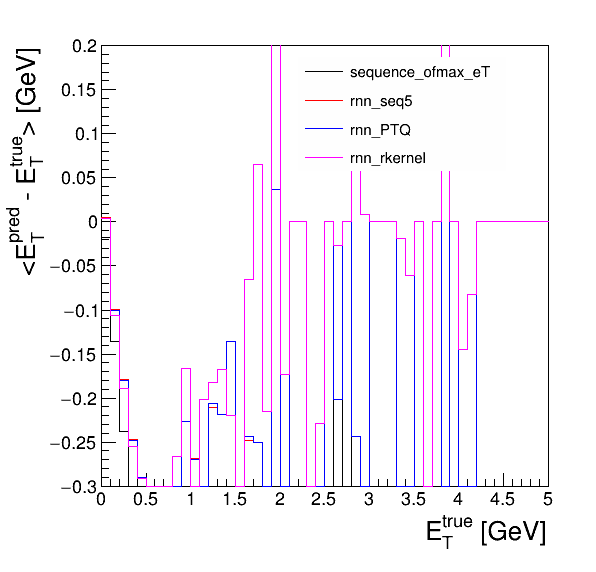 <E_T^pred - E_T^true> [GeV]
0.2
0.15
0.1
0.05
0
−0.05
−0.1
−0.15
−0.2
−0.25
−0.3
sequence_ofmax_eT
rnn_seq5
rnn_PTQ
rnn_rkernel
0 0.5 1 1.5 2 2.5 3 3.5 4 4.5 5
E_T^true [GeV]